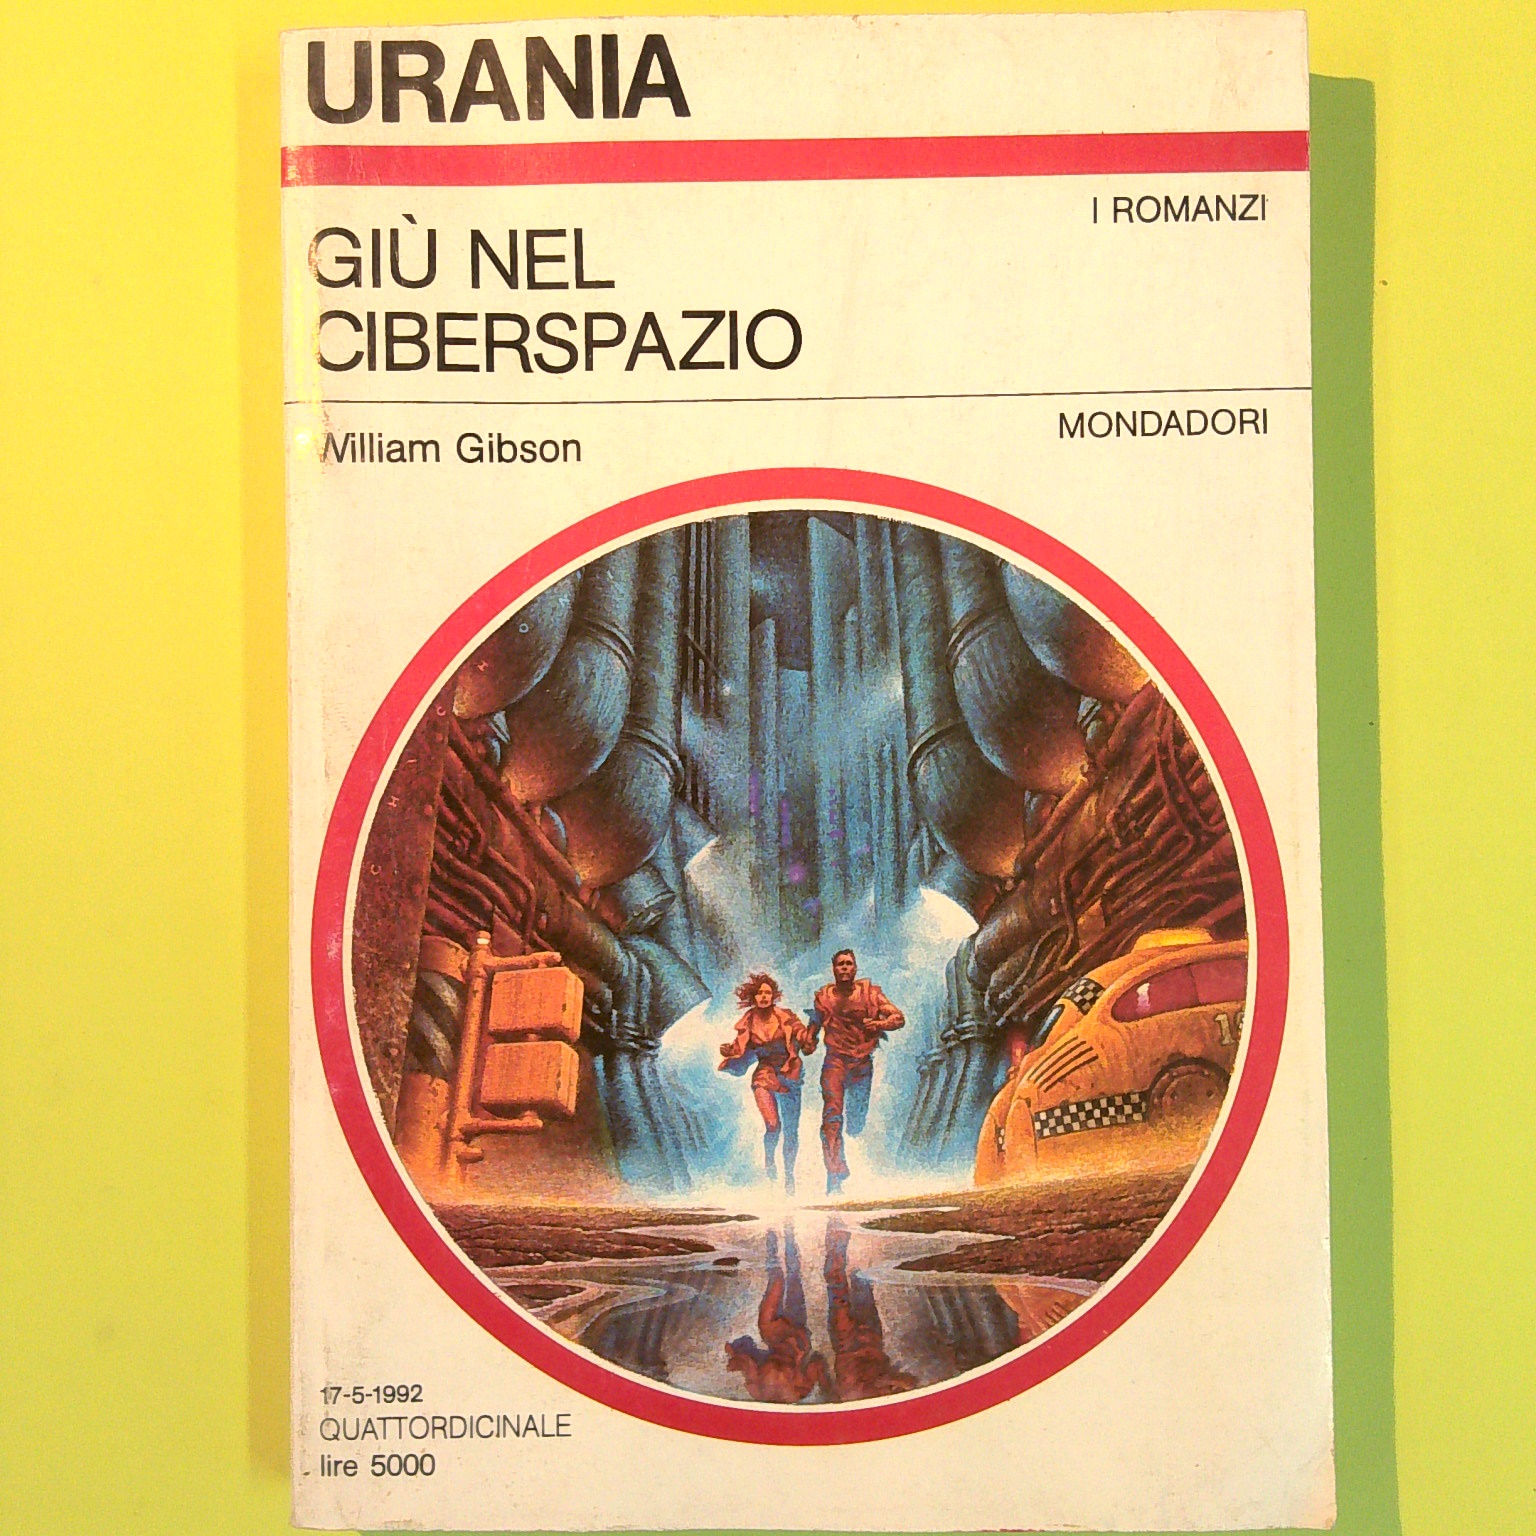 URANIA
I ROMANZI
GIÙ NEL
CIBERSPAZIO
MONDADORI
William Gibson
17-5-1992
QUATTORDICINALE
lire 5000